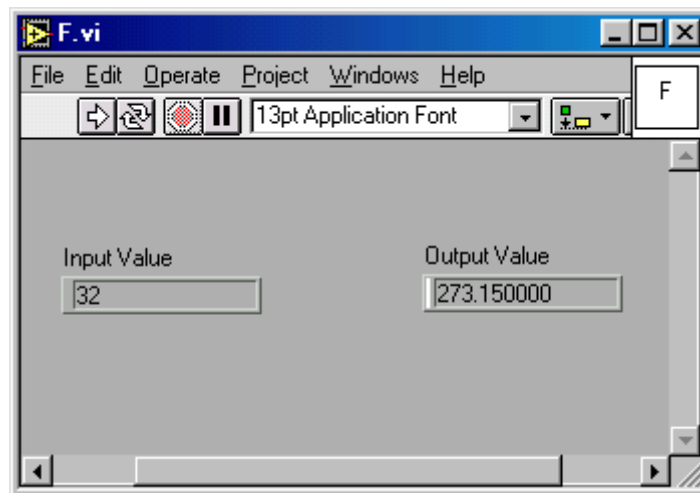 F.vi
File Edit Operate Project Windows Help
F
13pt Application Font
Input Value
Output Value
32
273.150000